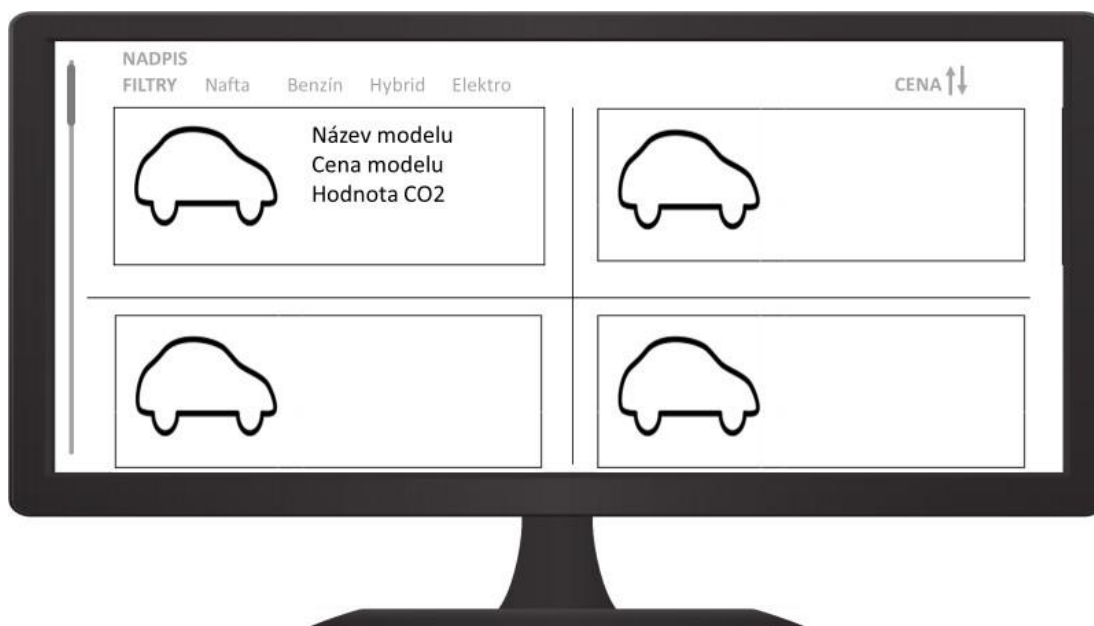 NADPIS
FILTRY Nafta Benzín Hybrid Elektro CENA
Název modelu
Cena modelu
Hodnota CO2